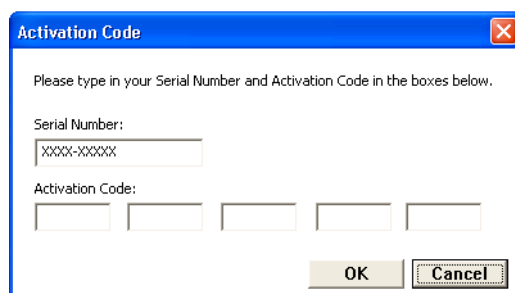 Activation Code
Please type in your Serial Number and Activation Code in the boxes below.
Serial Number:
XXXX-XXXXX
Activation Code:
OK Cancel